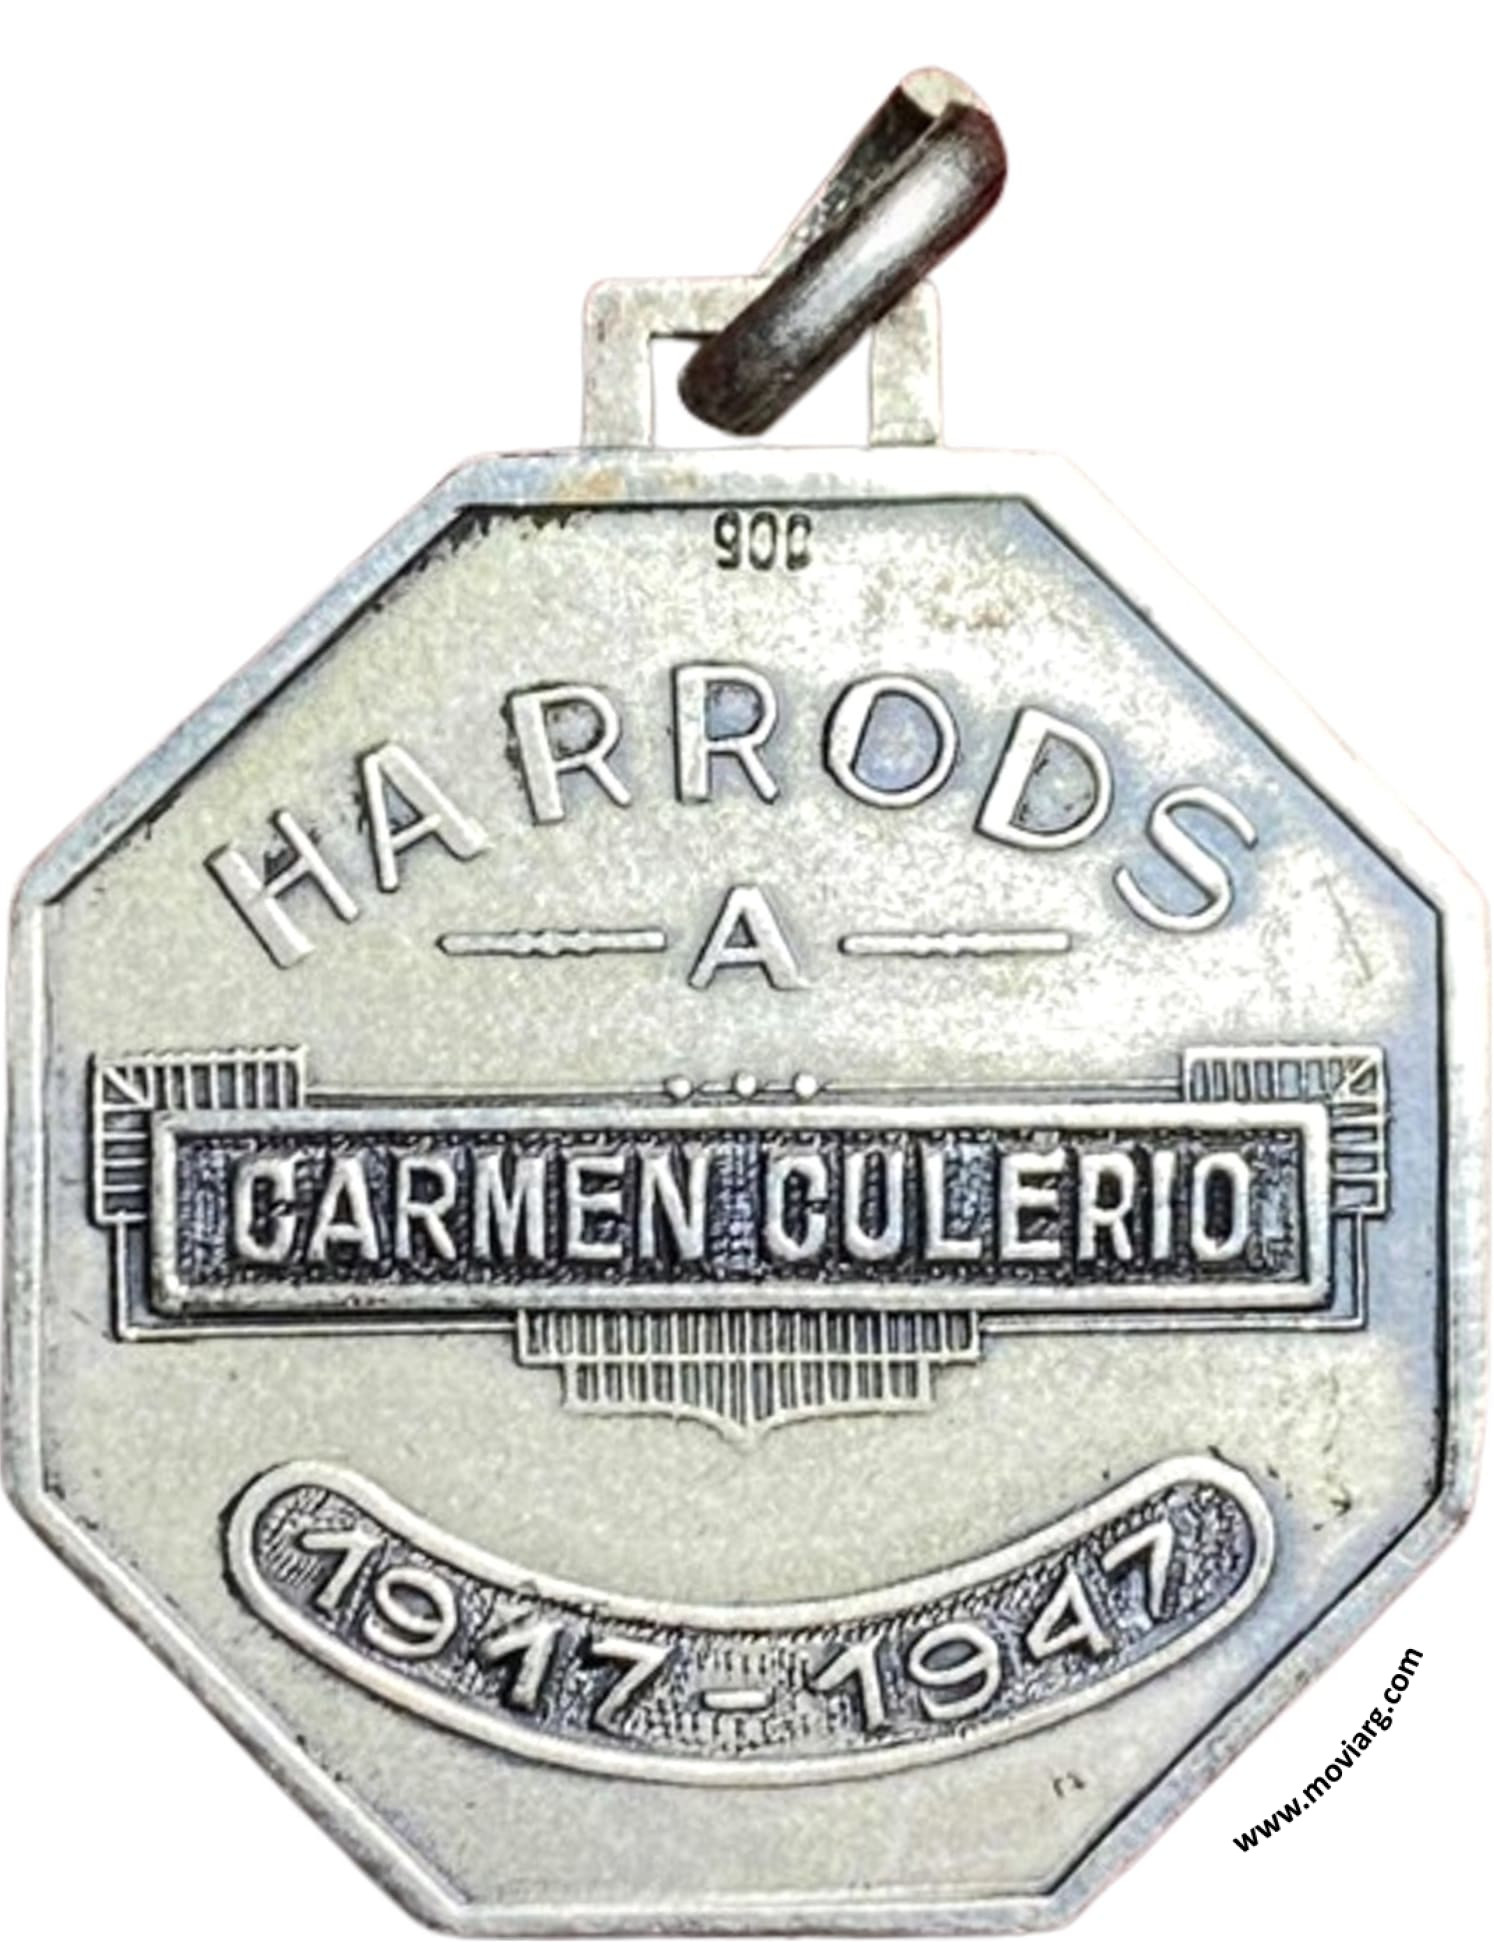 900
HARRODS
A
CARMEN CULERIO
1917-1947
www.moviarg.com